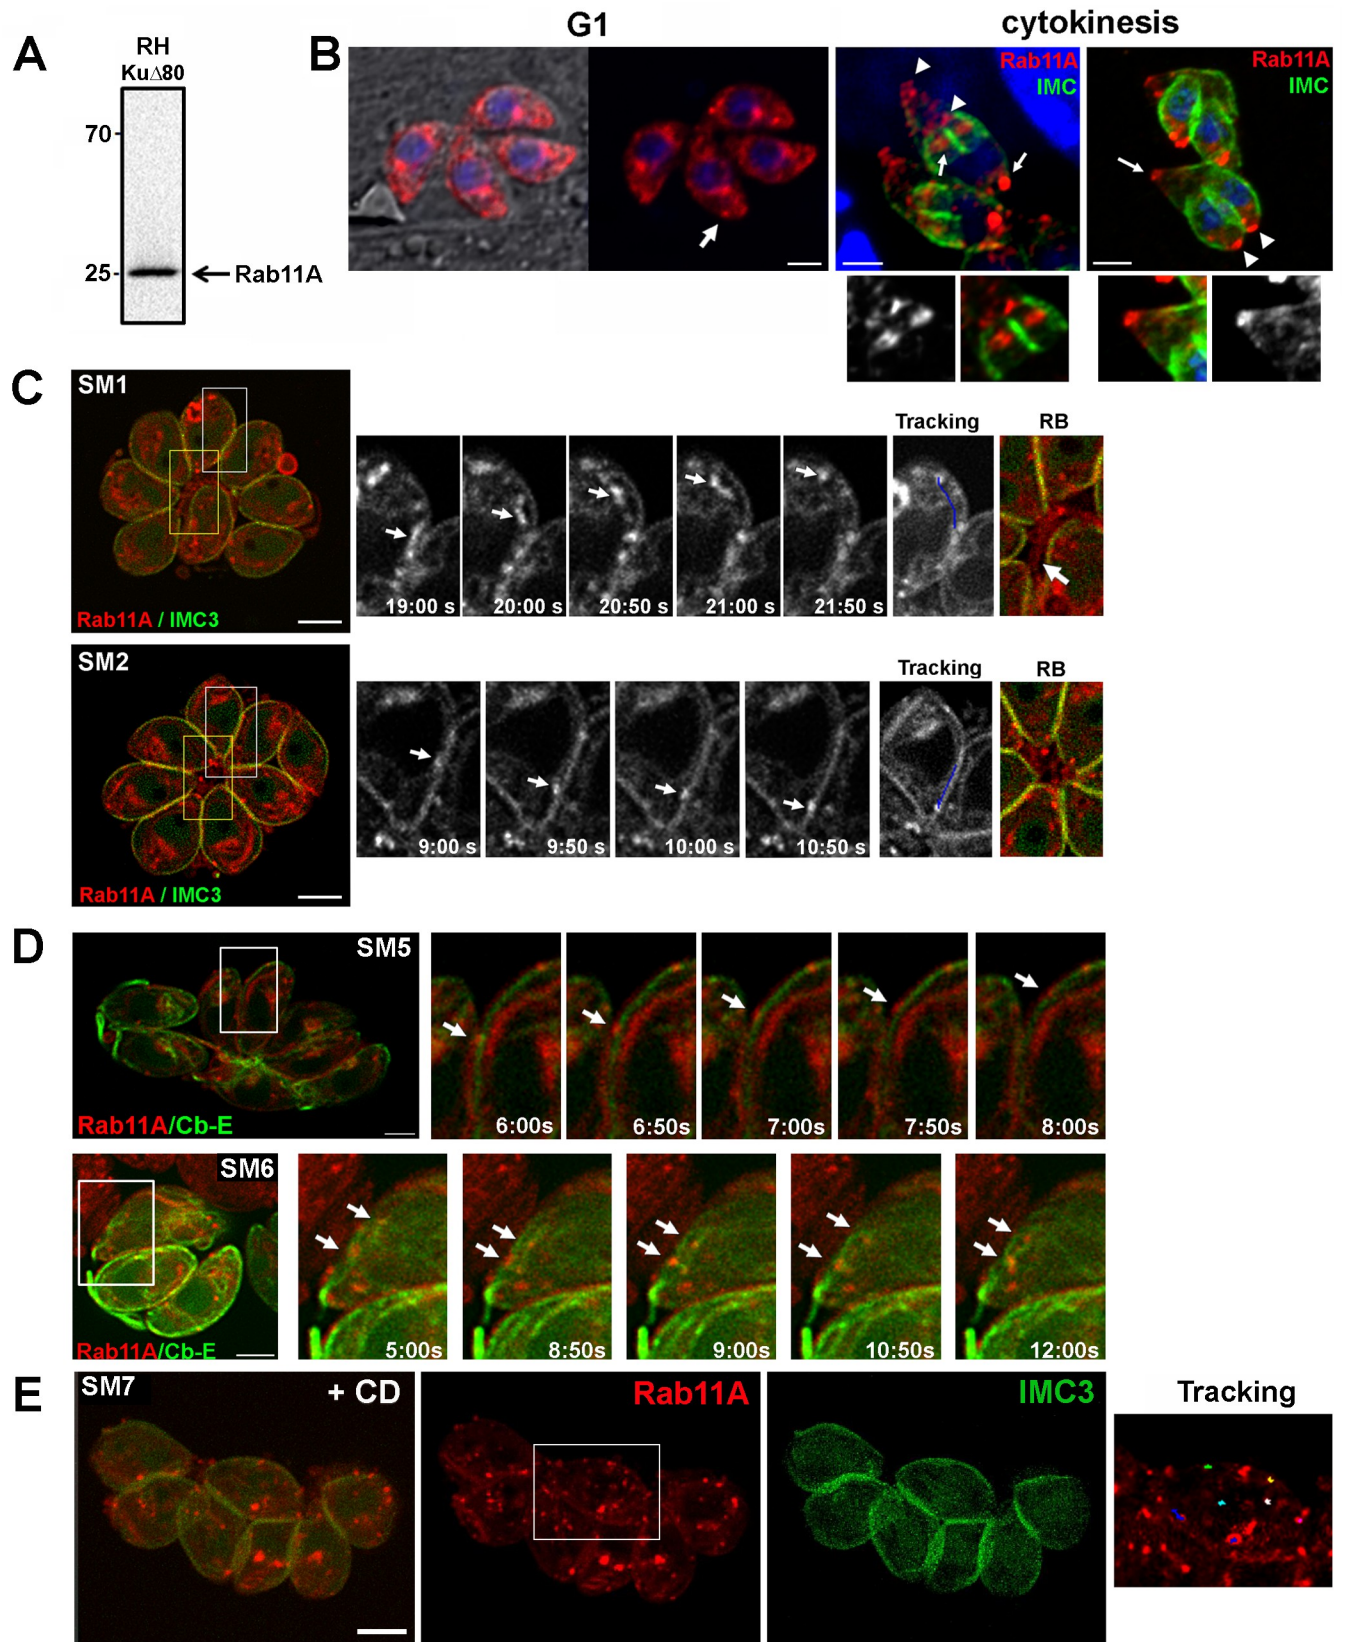 A
RH
KuΔ80
70
25
Rab11A
B
G1
cytokinesis
Rab11A
IMC
Rab11A
IMC
C
SM1
Rab11A / IMC3
19:00 s
20:00 s
20:50 s
21:00 s
21:50 s
Tracking
RB
SM2
Rab11A / IMC3
9:00 s
9:50 s
10:00 s
10:50 s
Tracking
RB
D
SM5
Rab11A/Cb-E
6:00s
6:50s
7:00s
7:50s
8:00s
SM6
Rab11A/Cb-E
5:00s
8:50s
9:00s
10:50s
12:00s
E
SM7
+ CD
Rab11A
IMC3
Tracking